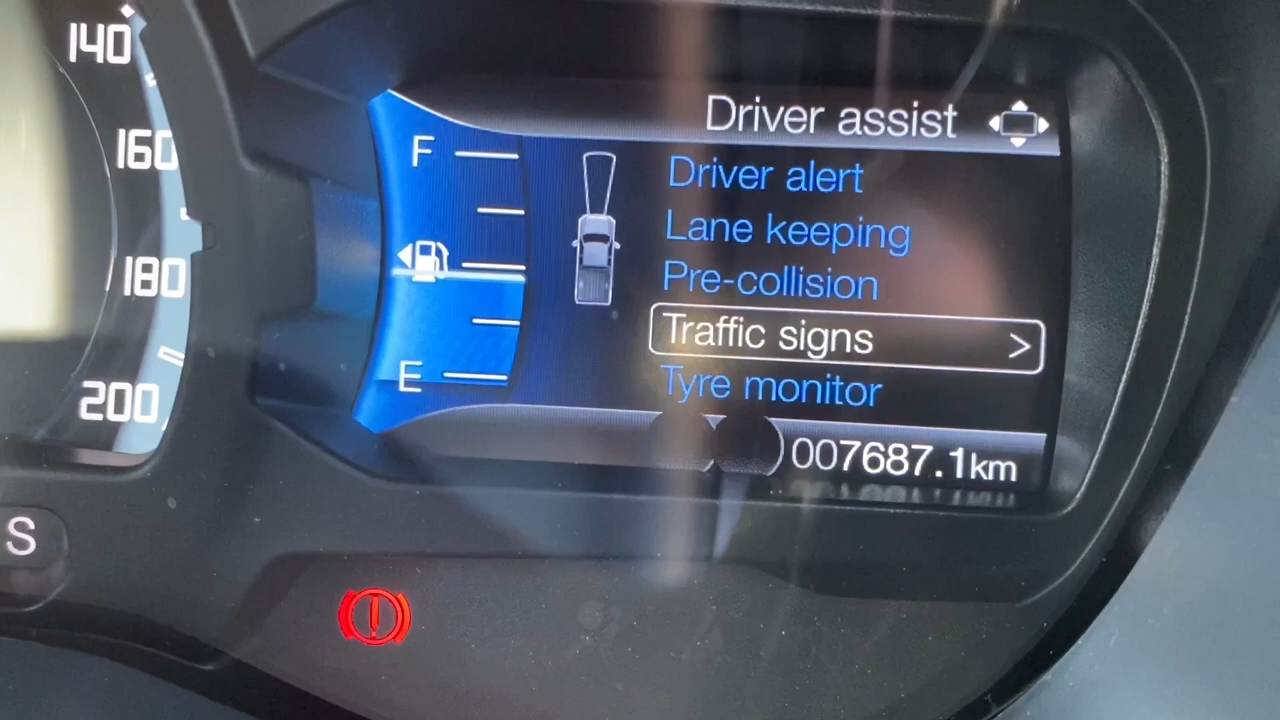 140
160
180
200
S
F
E
Driver assist
Driver alert
Lane keeping
Pre-collision
Traffic signs >
Tyre monitor
007687.1km